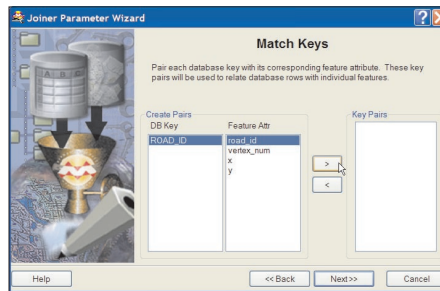 Joiner Parameter Wizard
Match Keys
Pair each database key with its corresponding feature attribute. These key
pairs will be used to relate database rows with individual features.
Create Pairs
DB Key
Feature Attr
ROAD_ID
road_id
vertex_num
x
y
>
<
Key Pairs
Help
<< Back
Next>>
Cancel